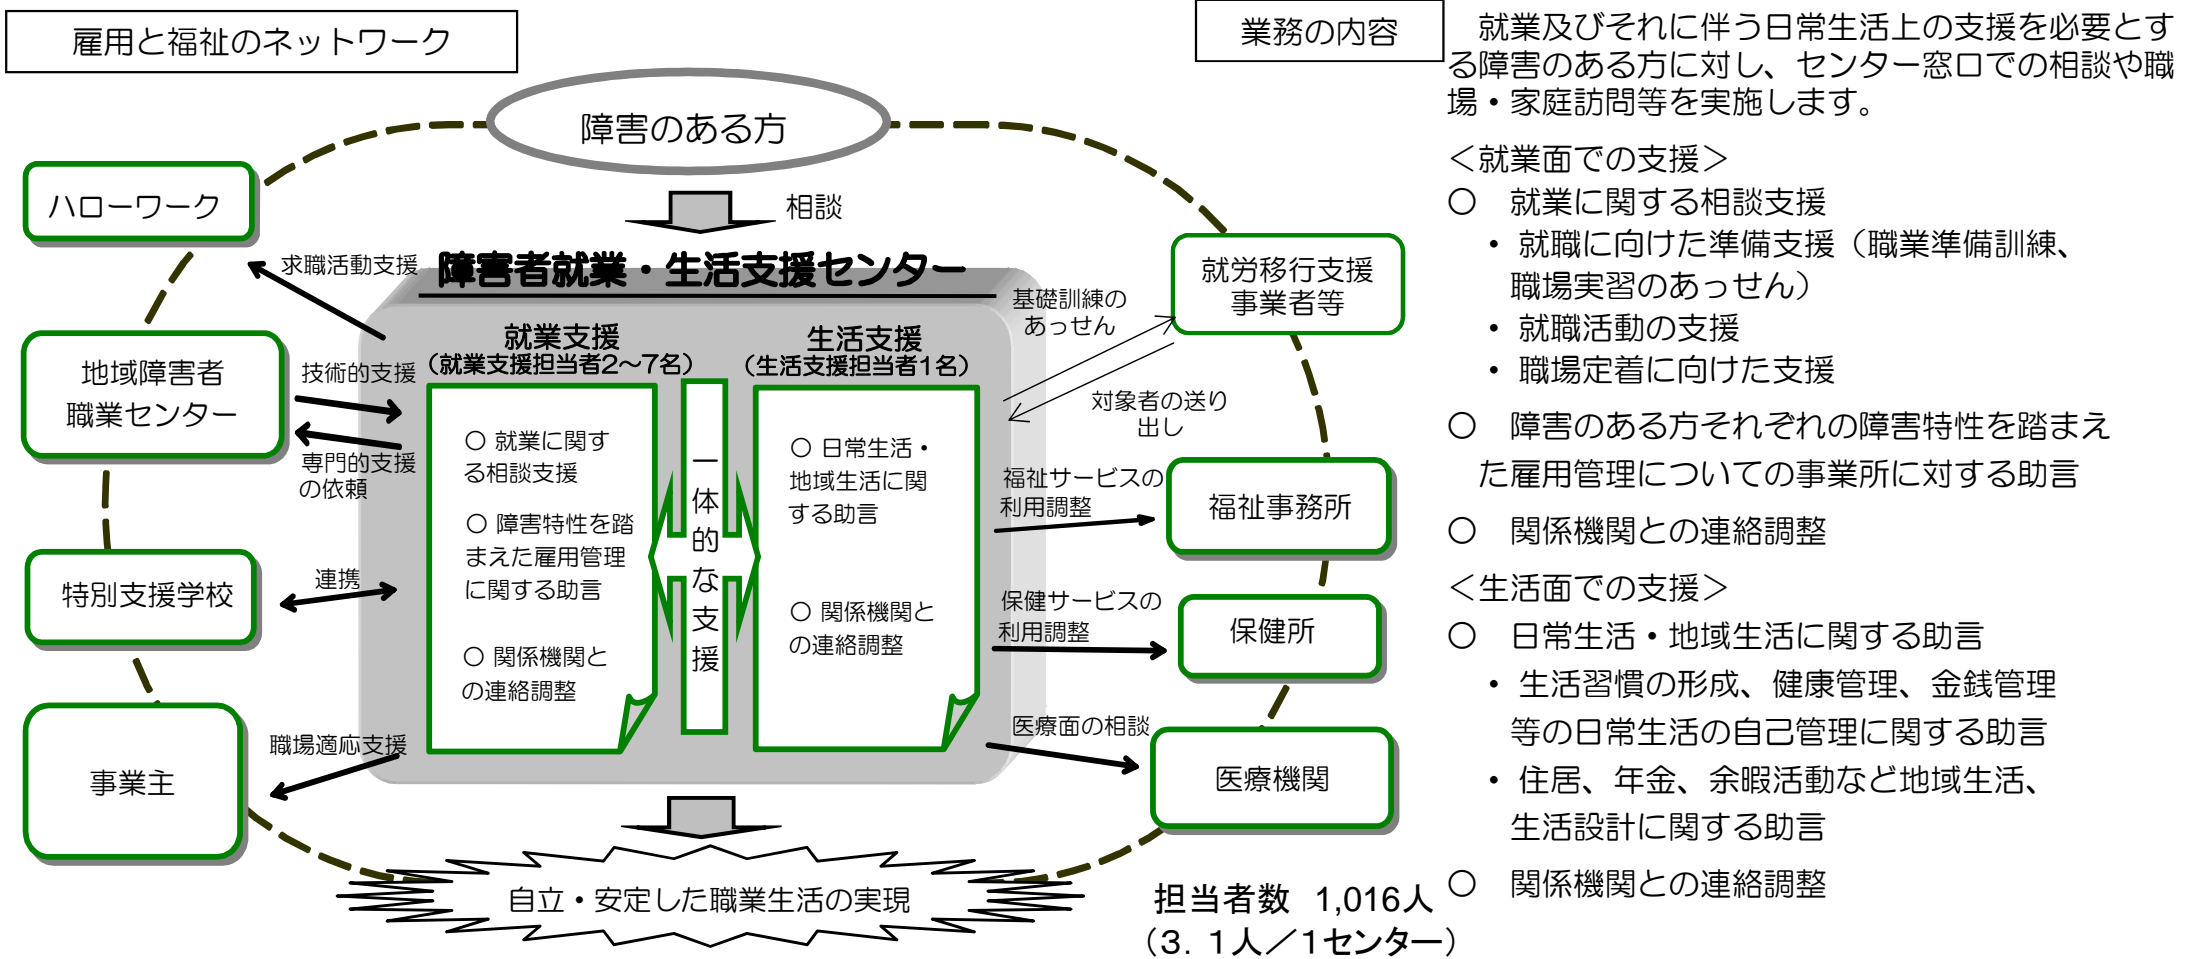 雇用と福祉のネットワーク
障害のある方
相談
ハローワーク
求職活動支援
地域障害者
職業センター
技術的支援
専門的支援
の依頼
特別支援学校
連携
事業主
職場適応支援
障害者就業・生活支援センター
就業支援
(就業支援担当者2~7名)
○ 就業に関す
る相談支援
○ 障害特性を踏
まえた雇用管理
に関する助言
○ 関係機関と
の連絡調整
一体的な支援
生活支援
(生活支援担当者1名)
○ 日常生活・
地域生活に関
する助言
○ 関係機関と
の連絡調整
基礎訓練の
あっせん
対象者の送り
出し
就労移行支援
事業者等
福祉サービスの
利用調整
福祉事務所
保健サービスの
利用調整
保健所
医療面の相談
医療機関
自立・安定した職業生活の実現
担当者数 1,016人
(3.1人/1センター)
業務の内容
就業及びそれに伴う日常生活上の支援を必要とす
る障害のある方に対し、センター窓口での相談や職
場・家庭訪問等を実施します。
<就業面での支援>
○ 就業に関する相談支援
・ 就職に向けた準備支援(職業準備訓練、
職場実習のあっせん)
・ 就職活動の支援
・ 職場定着に向けた支援
○ 障害のある方それぞれの障害特性を踏まえ
た雇用管理についての事業所に対する助言
○ 関係機関との連絡調整
<生活面での支援>
○ 日常生活・地域生活に関する助言
・ 生活習慣の形成、健康管理、金銭管理
等の日常生活の自己管理に関する助言
・ 住居、年金、余暇活動など地域生活、
生活設計に関する助言
○ 関係機関との連絡調整